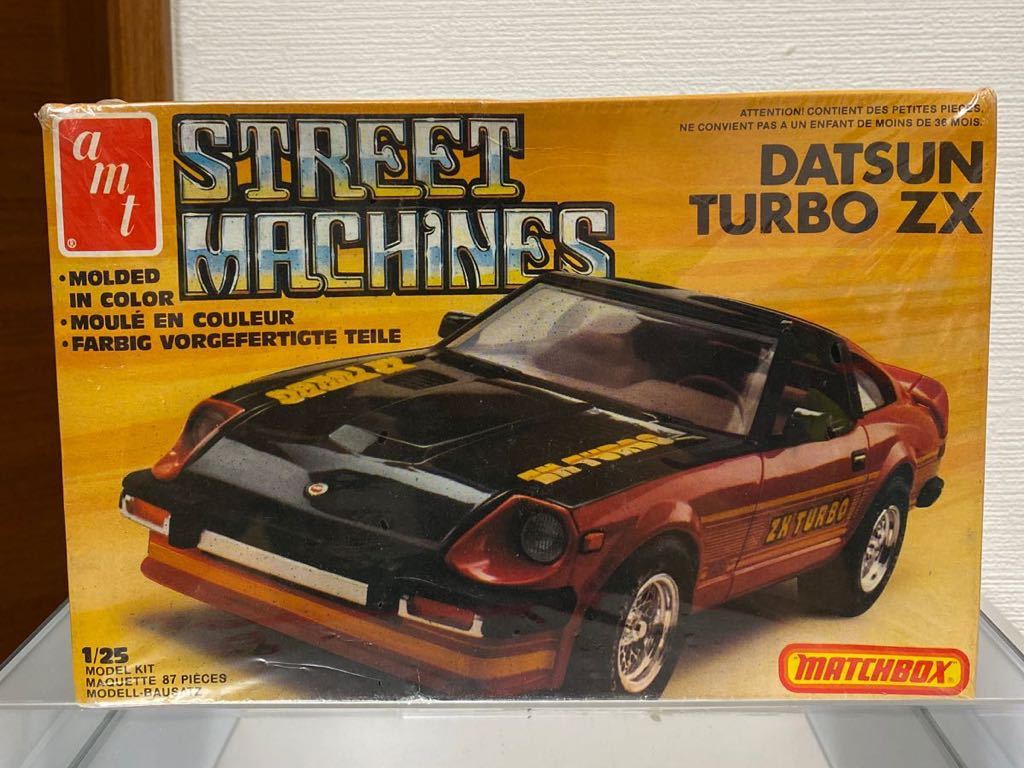 amt
®
STREET
MACHINES
ATTENTION! CONTIENT DES PETITES PIECES.
NE CONVIENT PAS A UN ENFANT DE MOINS DE 36 MOIS.
DATSUN
TURBO ZX
•MOLDED
IN COLOR
•MOULÉ EN COULEUR
•FARBIG VORGEFERTIGTE TEILE
ZX TURBO
ZX TURBO
1/25
MODEL KIT
MAQUETTE 87 PIÈCES
MODELL-BAUSATZ
MATCHBOX